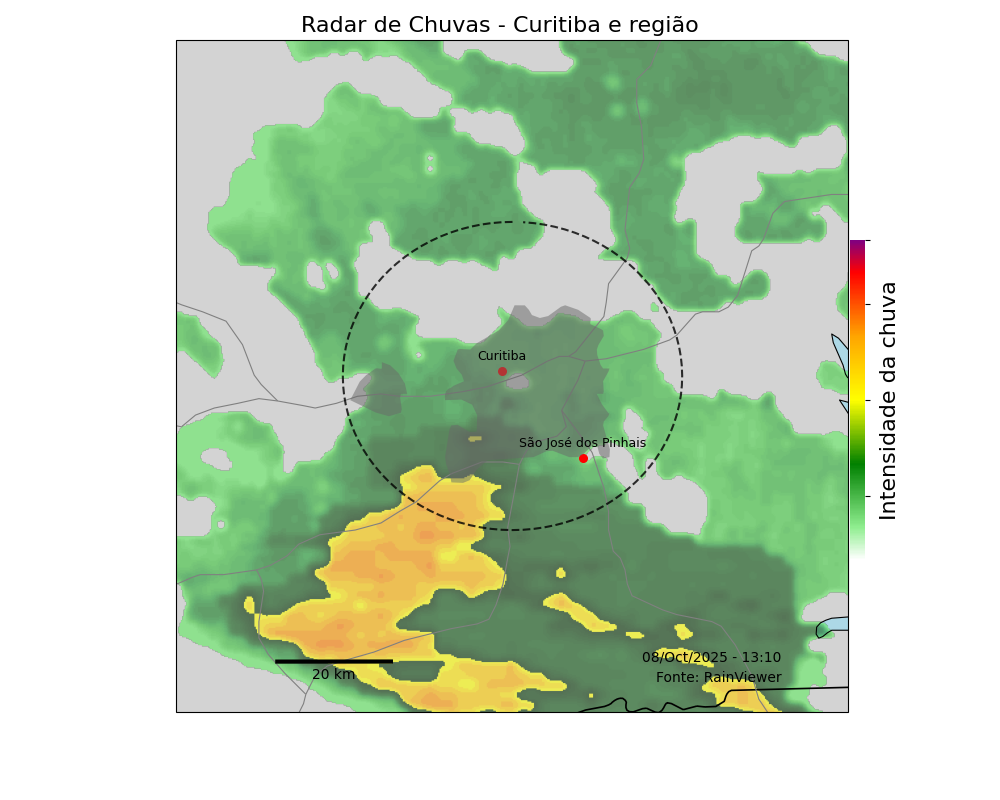 Radar de Chuvas - Curitiba e região
Curitiba
São José dos Pinhais
Intensidade da chuva
08/Oct/2025 - 13:10
20 km
Fonte: RainViewer